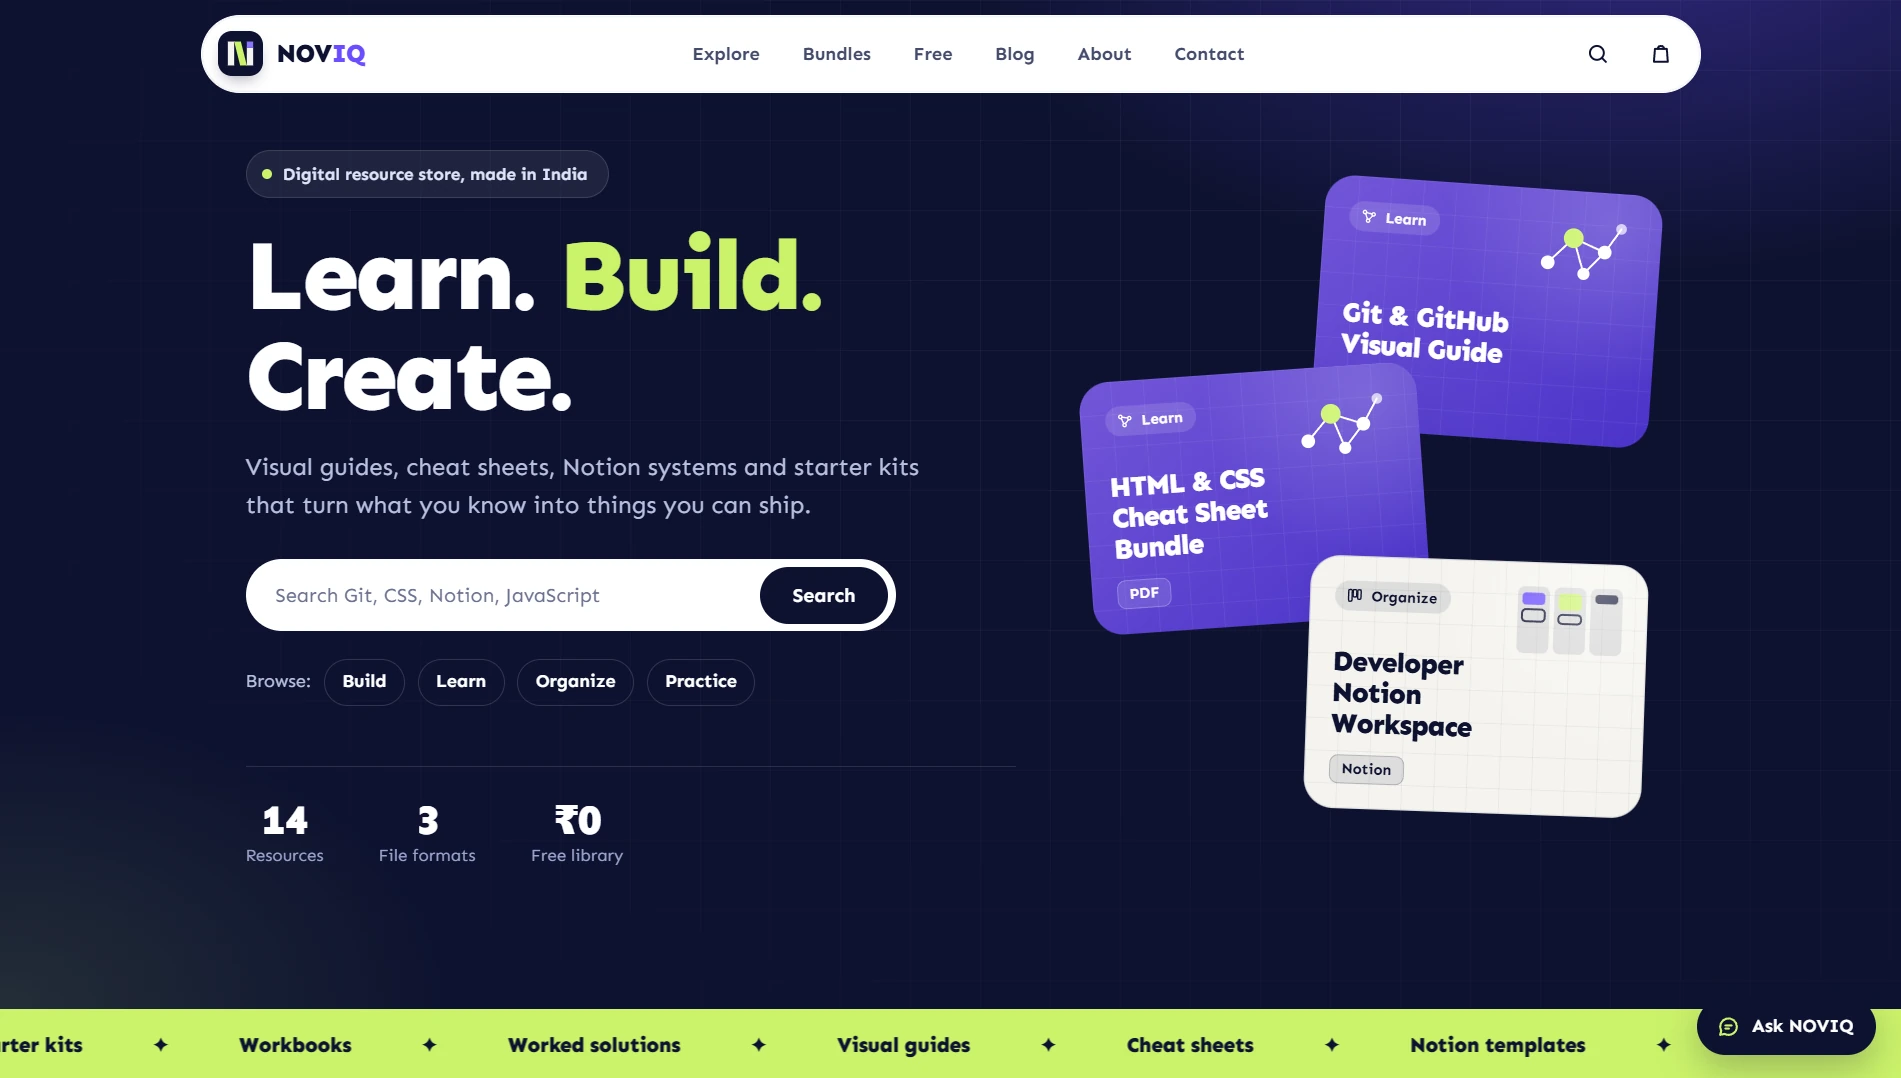 NOVIQ
Explore
Bundles
Free
Blog
About
Contact
Digital resource store, made in India
Learn. Build.
Create.
Visual guides, cheat sheets, Notion systems and starter kits
that turn what you know into things you can ship.
Search Git, CSS, Notion, JavaScript
Search
Browse:
Build
Learn
Organize
Practice
14
Resources
3
File formats
₹0
Free library
Learn
Git & GitHub
Visual Guide
Learn
HTML & CSS
Cheat Sheet
Bundle
PDF
Organize
Developer
Notion
Workspace
Notion
rter kits
Workbooks
Worked solutions
Visual guides
Cheat sheets
Notion templates
Ask NOVIQ